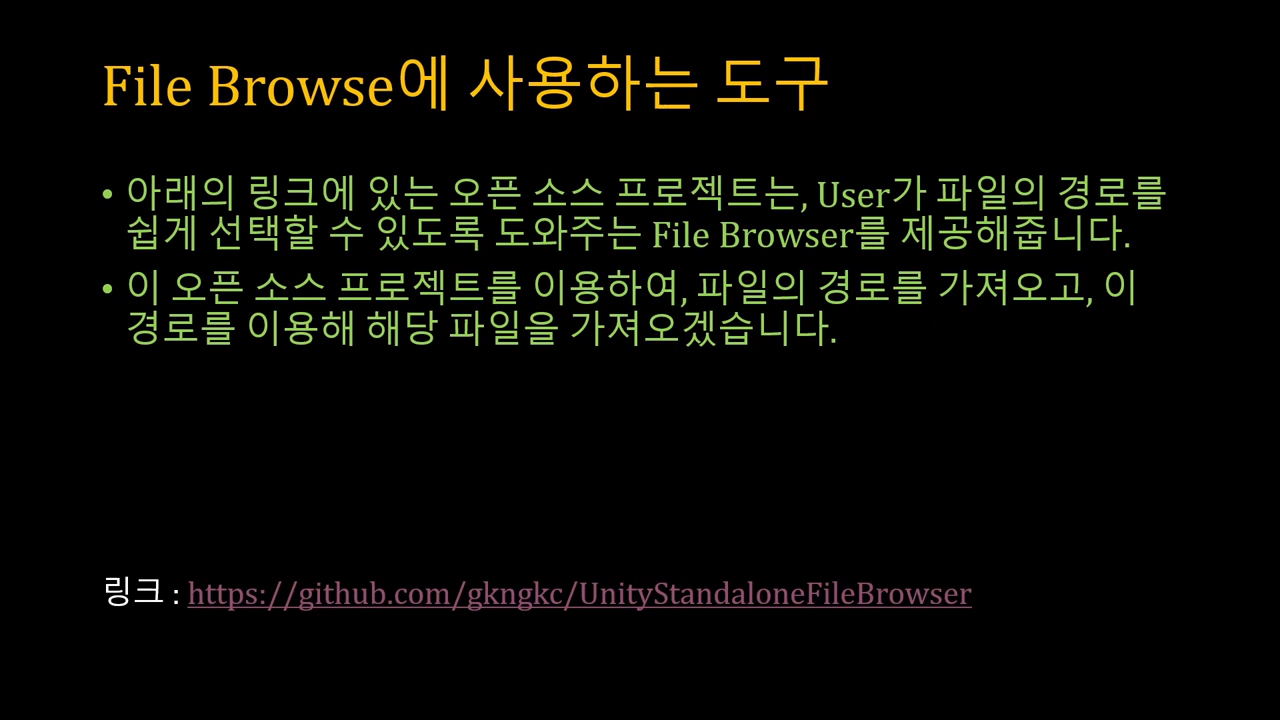 File Browse에 사용하는 도구
• 아래의 링크에 있는 오픈 소스 프로젝트는, User가 파일의 경로를
쉽게 선택할 수 있도록 도와주는 File Browser를 제공해줍니다.
• 이 오픈 소스 프로젝트를 이용하여, 파일의 경로를 가져오고, 이
경로를 이용해 해당 파일을 가져오겠습니다.
링크 : https://github.com/gkngkc/UnityStandaloneFileBrowser